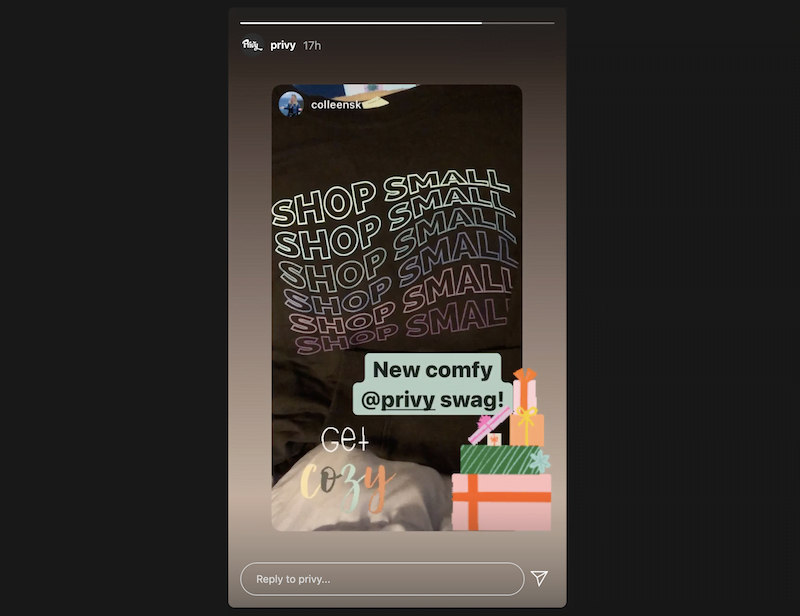 Privy
privy 17h
colleensk
SHOP SMALL
SHOP SMALL
SHOP SMALL
SHOP SMALL
SHOP SMALL
SHOP SMALL
New comfy
@privy swag!
Get
cozy
Reply to privy...